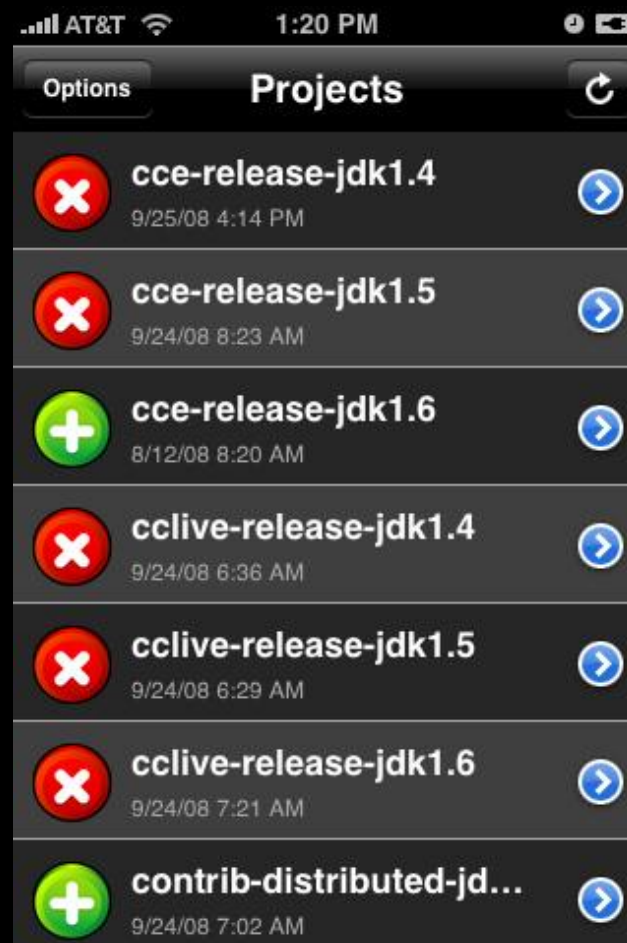 AT&T 1:20 PM
Options Projects
cce-release-jdk1.4
9/25/08 4:14 PM
cce-release-jdk1.5
9/24/08 8:23 AM
cce-release-jdk1.6
8/12/08 8:20 AM
cclive-release-jdk1.4
9/24/08 6:36 AM
cclive-release-jdk1.5
9/24/08 6:29 AM
cclive-release-jdk1.6
9/24/08 7:21 AM
contrib-distributed-jd...
9/24/08 7:02 AM